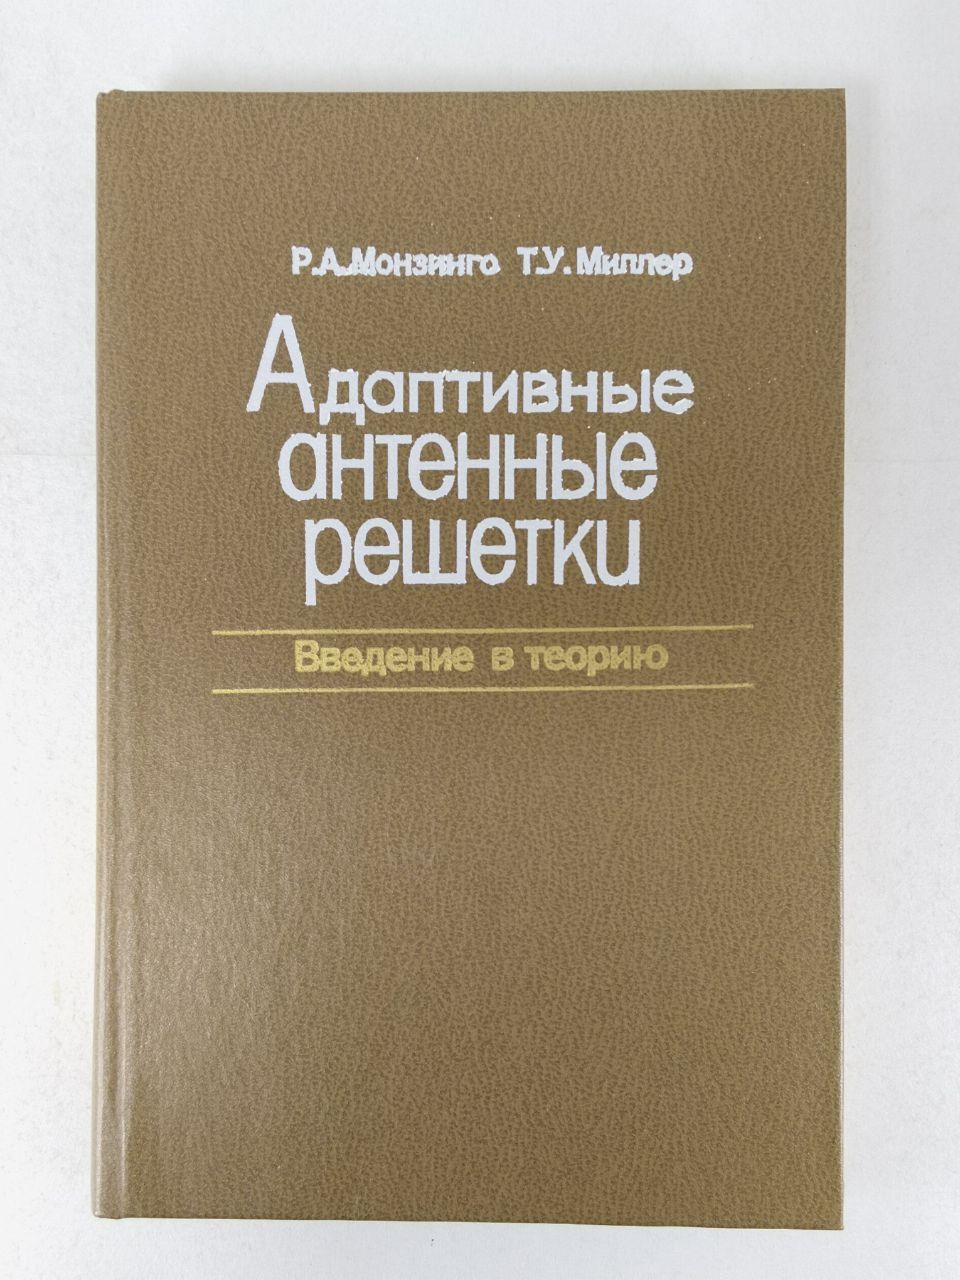 Р.А.Монзинго Т.У.Миллер
Адаптивные
антенные
решетки
Введение в теорию